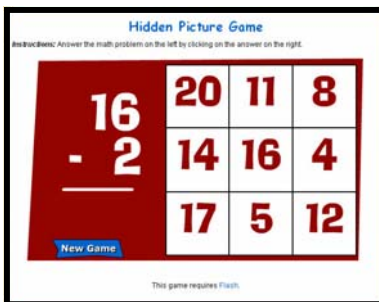 Hidden Picture Game
Instructions: Answer the math problem on the left by clicking on the answer on the right.
16
- 2
20 11 8
14 16 4
17 5 12
New Game
This game requires Flash.